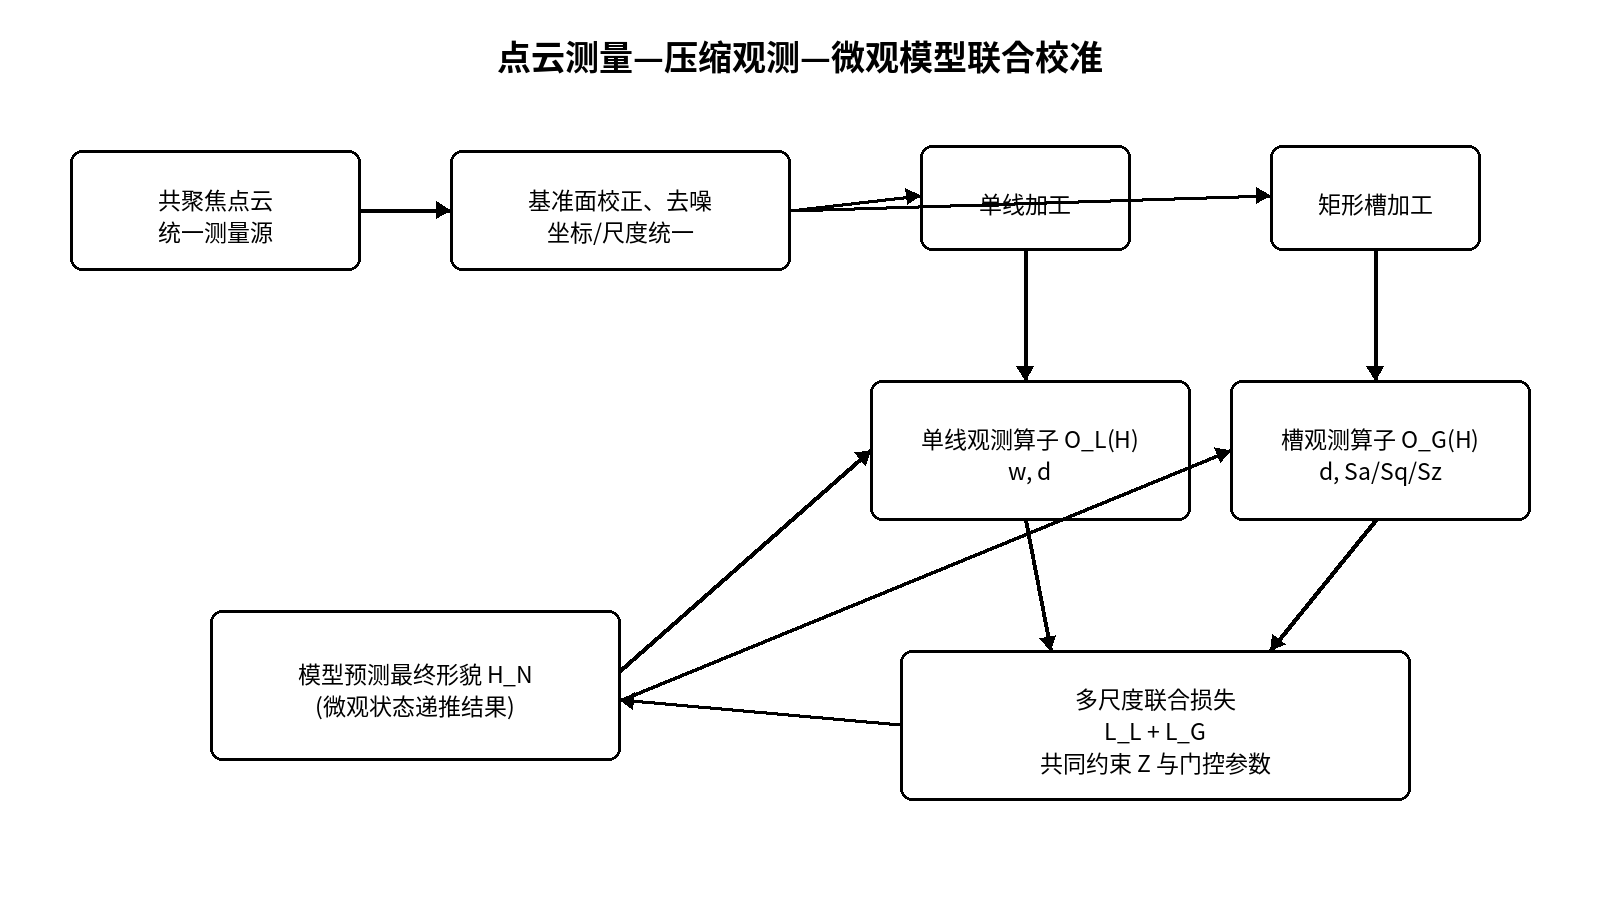 点云测量—压缩观测—微观模型联合校准
共聚焦点云
统一测量源
基准面校正、去噪
坐标/尺度统一
单线加工
矩形槽加工
单线观测算子 O_L(H)
w, d
槽观测算子 O_G(H)
d, Sa/Sq/Sz
模型预测最终形貌 H_N
(微观状态递推结果)
多尺度联合损失
L_L + L_G
共同约束 Z 与门控参数